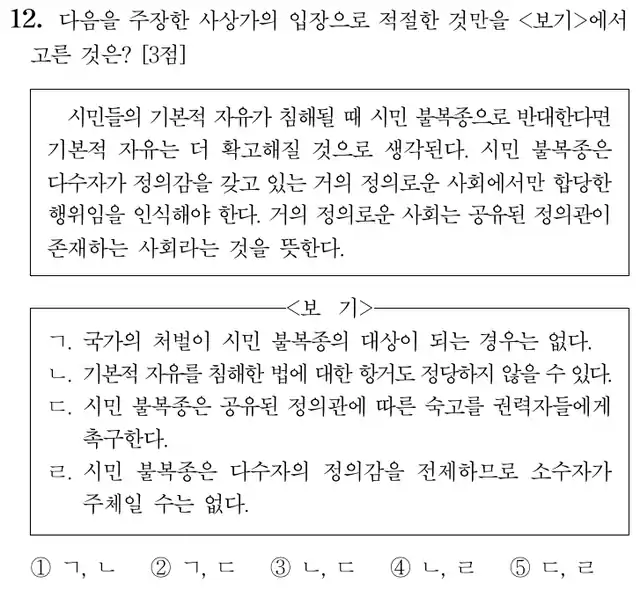 12. 다음을 주장한 사상가의 입장으로 적절한 것만을 <보기>에서
고른 것은? [3점]
시민들의 기본적 자유가 침해될 때 시민 불복종으로 반대한다면
기본적 자유는 더 확고해질 것으로 생각된다. 시민 불복종은
다수자가 정의감을 갖고 있는 거의 정의로운 사회에서만 합당한
행위임을 인식해야 한다. 거의 정의로운 사회는 공유된 정의관이
존재하는 사회라는 것을 뜻한다.
<보 기>
ㄱ. 국가의 처벌이 시민 불복종의 대상이 되는 경우는 없다.
ㄴ. 기본적 자유를 침해한 법에 대한 항거도 정당하지 않을 수 있다.
ㄷ. 시민 불복종은 공유된 정의관에 따른 숙고를 권력자들에게
촉구한다.
ㄹ. 시민 불복종은 다수자의 정의감을 전제하므로 소수자가
주체일 수는 없다.
① ㄱ, ㄴ ② ㄱ, ㄷ ③ ㄴ, ㄷ ④ ㄴ, ㄹ ⑤ ㄷ, ㄹ